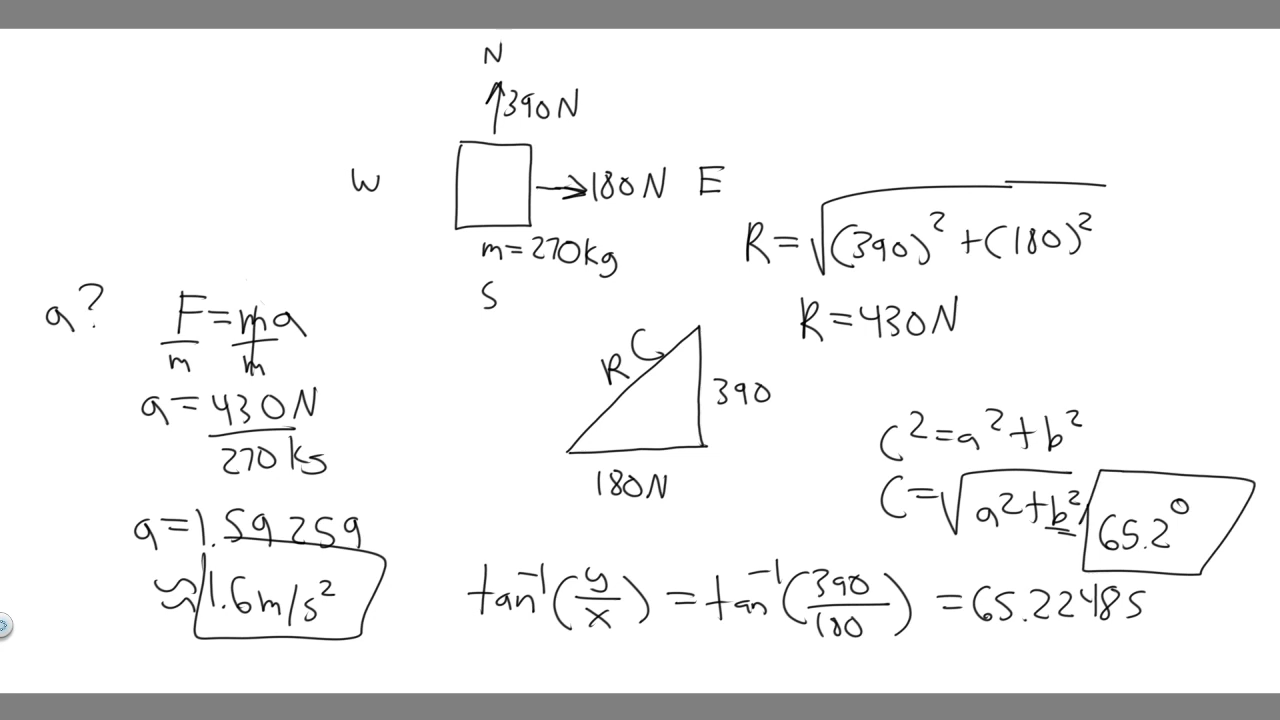 N
↑390N
W
→180N E
m=270kg
S
R=√(390)²+(180)²
R=430N
R C
390
180N
a? F=ma
m m
a=430N
270kg
a=1.59259
≈1.6m/s²
C²=a²+b²
C=√a²+b²
65.2°
tan⁻¹(y/x)=tan⁻¹(390/180)=65.22485